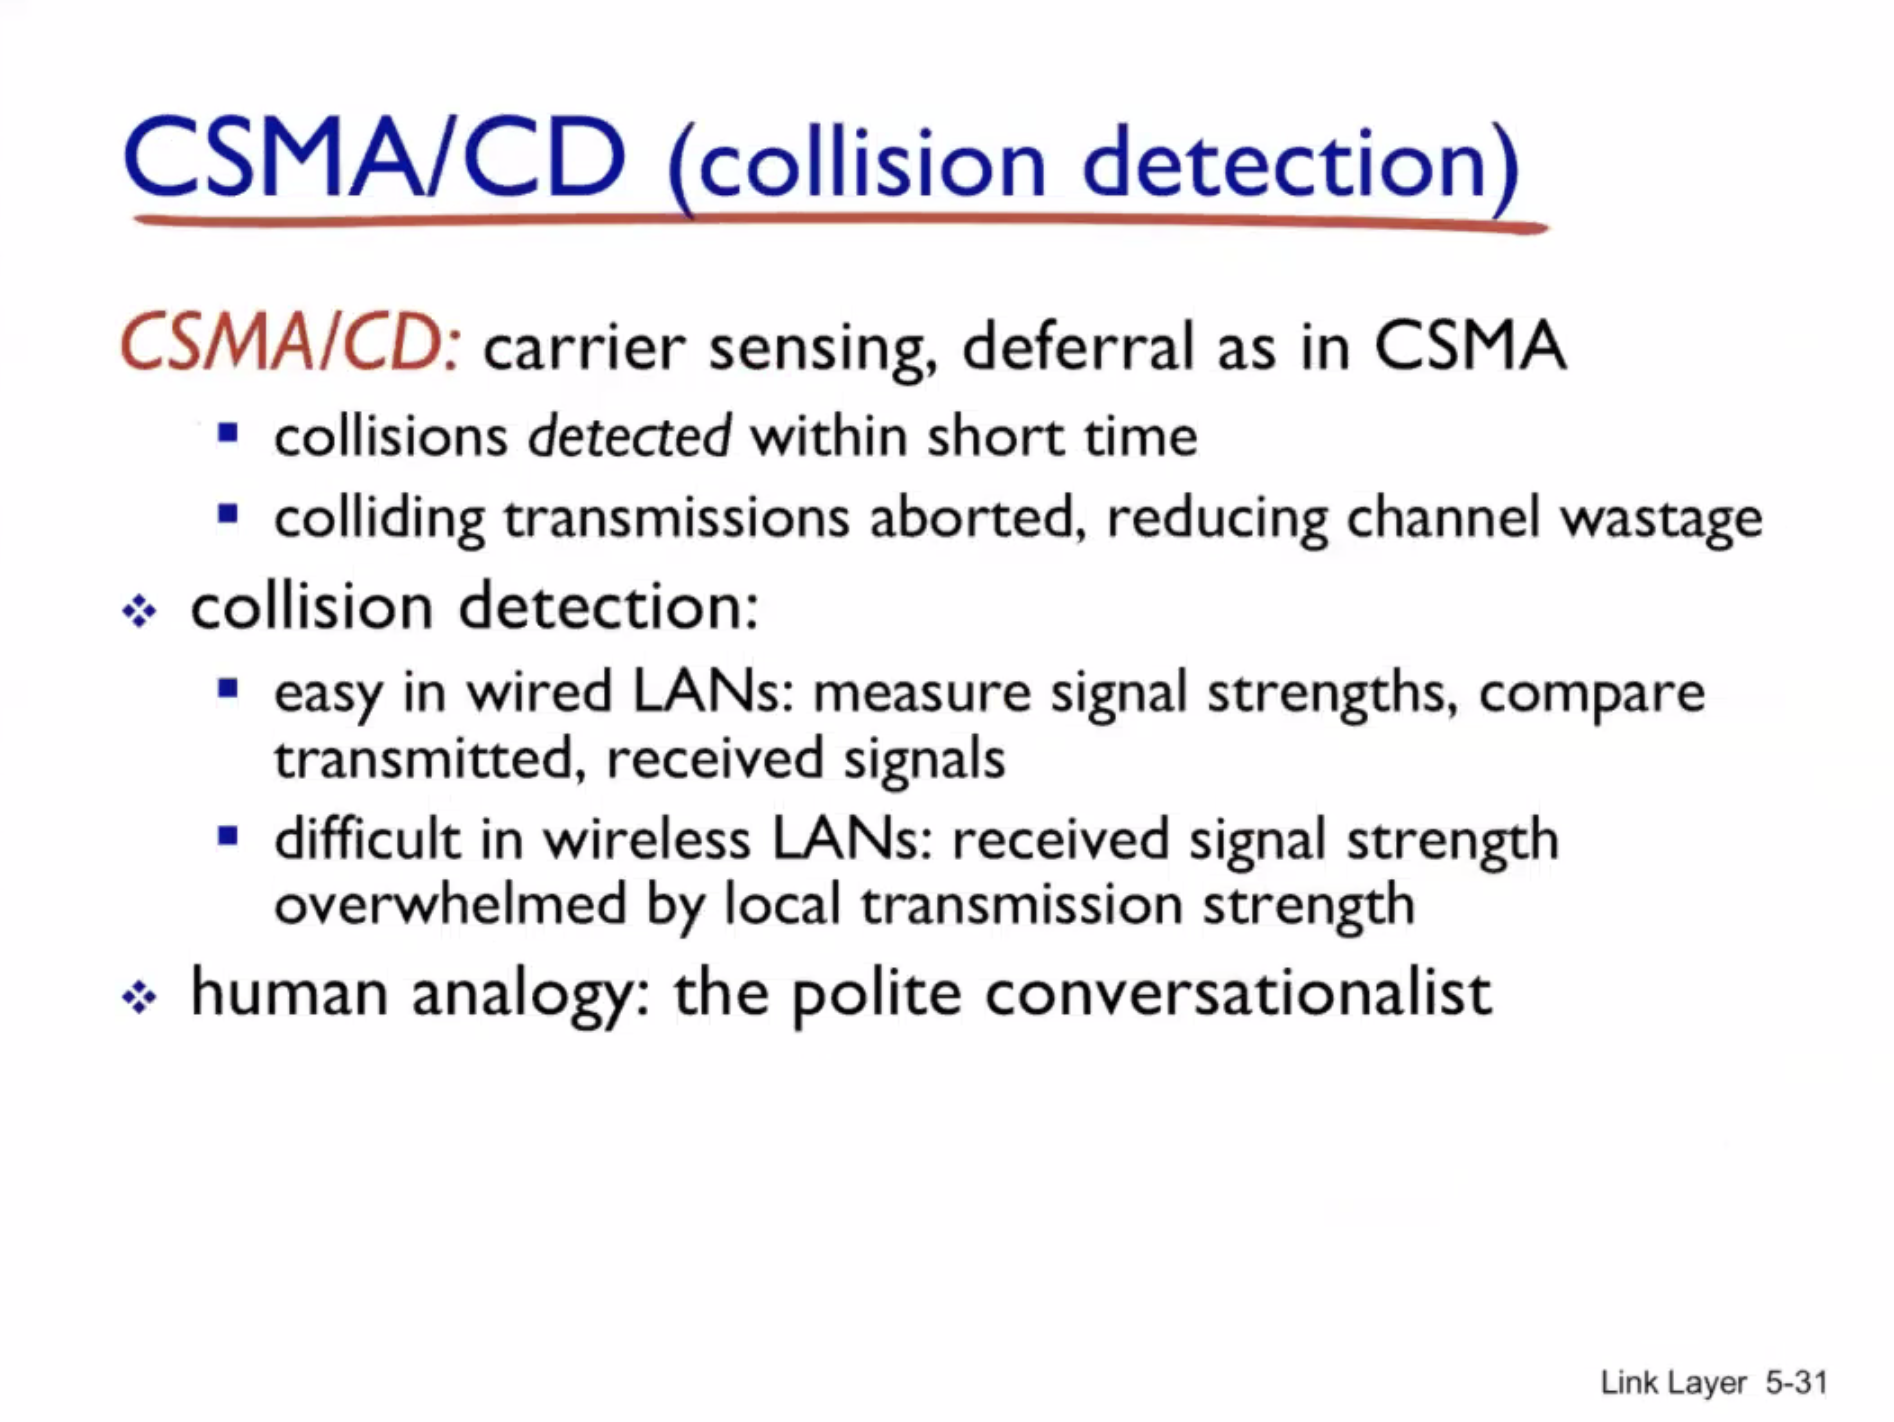 CSMA/CD (collision detection)
CSMA/CD: carrier sensing, deferral as in CSMA
▪ collisions detected within short time
▪ colliding transmissions aborted, reducing channel wastage
❖ collision detection:
▪ easy in wired LANs: measure signal strengths, compare
transmitted, received signals
▪ difficult in wireless LANs: received signal strength
overwhelmed by local transmission strength
❖ human analogy: the polite conversationalist
Link Layer 5-31